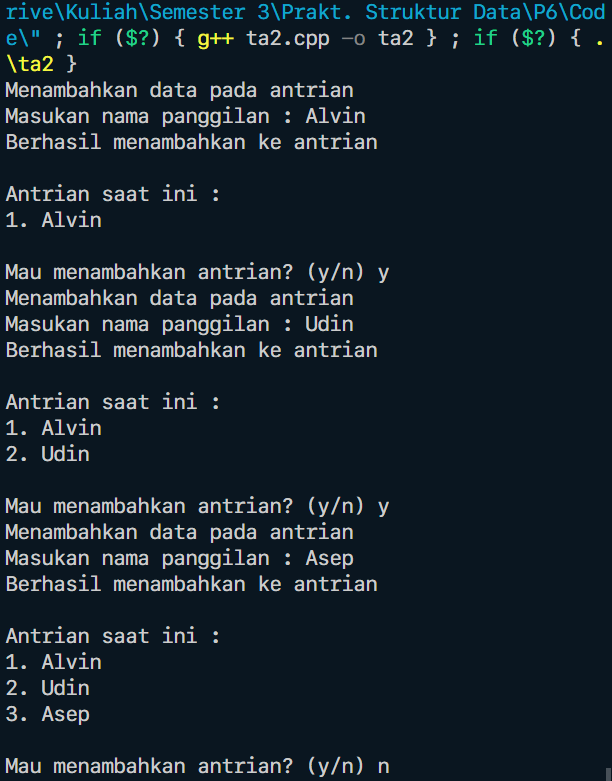 rive\Kuliah\Semester 3\Prakt. Struktur Data\P6\Cod
e\" ; if ($?) { g++ ta2.cpp -o ta2 } ; if ($?) { .
\ta2 }
Menambahkan data pada antrian
Masukan nama panggilan : Alvin
Berhasil menambahkan ke antrian

Antrian saat ini :
1. Alvin

Mau menambahkan antrian? (y/n) y
Menambahkan data pada antrian
Masukan nama panggilan : Udin
Berhasil menambahkan ke antrian

Antrian saat ini :
1. Alvin
2. Udin

Mau menambahkan antrian? (y/n) y
Menambahkan data pada antrian
Masukan nama panggilan : Asep
Berhasil menambahkan ke antrian

Antrian saat ini :
1. Alvin
2. Udin
3. Asep

Mau menambahkan antrian? (y/n) n